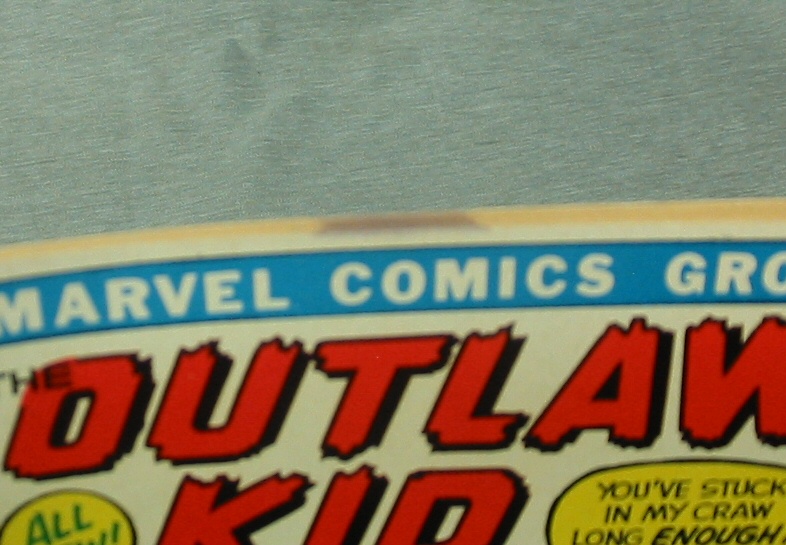 MARVEL COMICS GRO
THE
OUTLAW
KID
ALL
YOU'VE STUCK
IN MY CRAW
LONG ENOUGH!